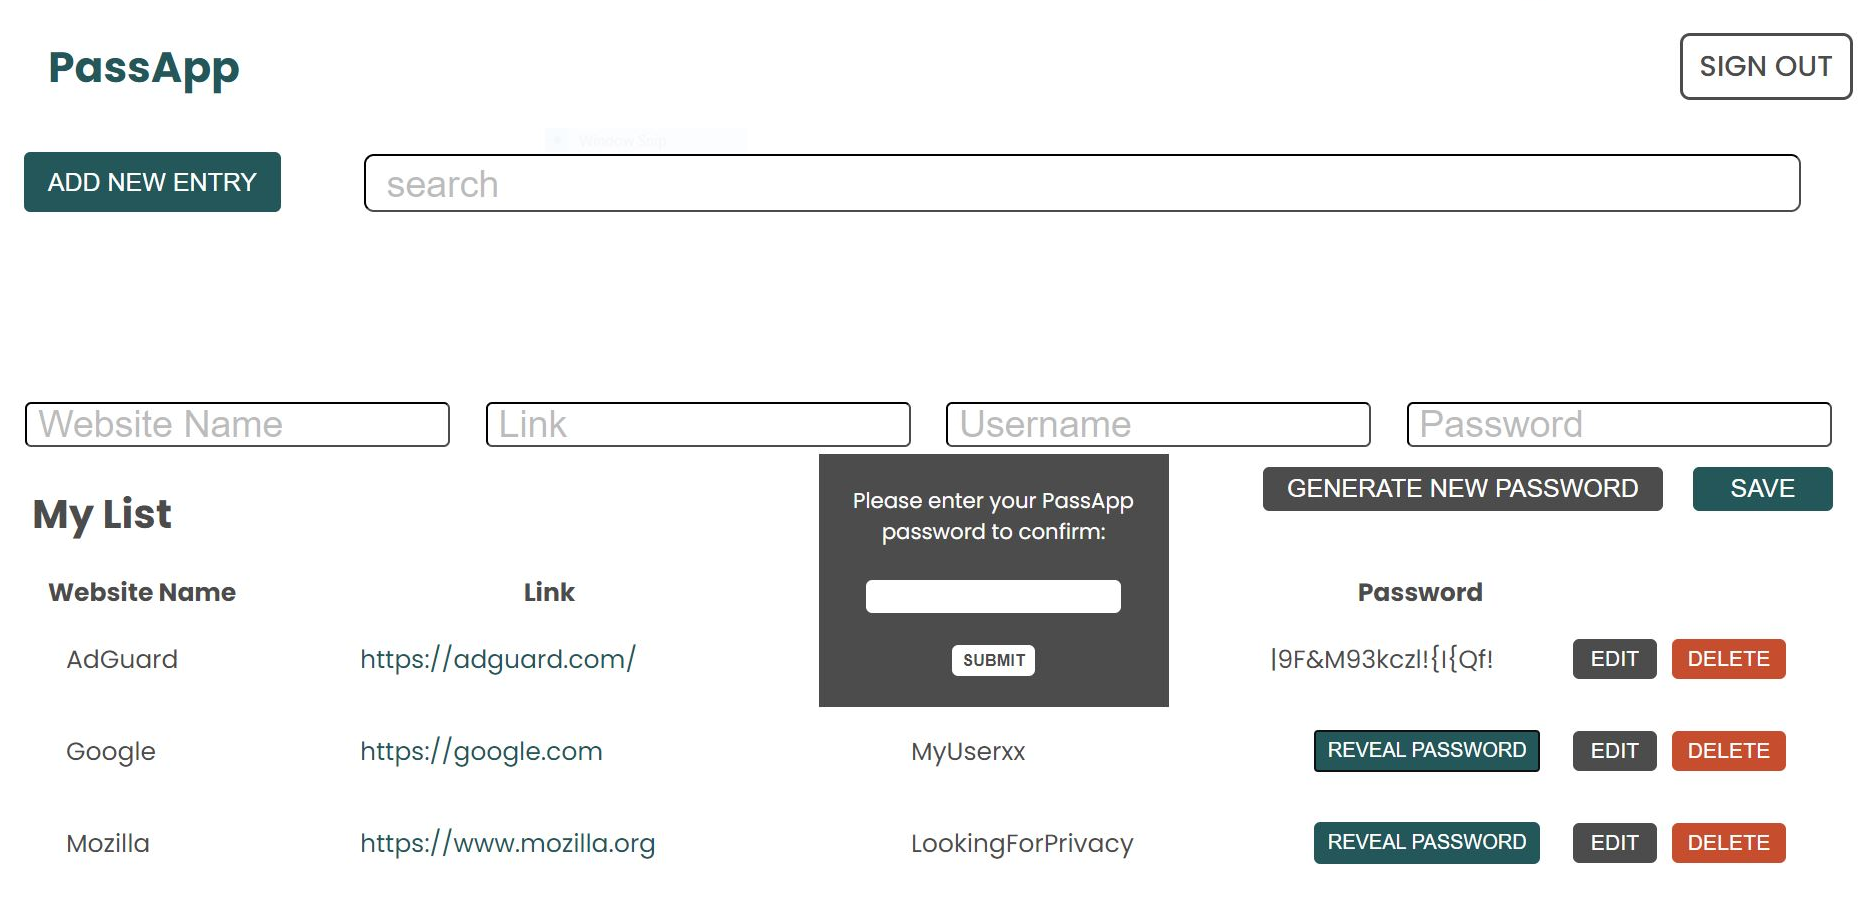 PassApp
SIGN OUT
Window Snip
ADD NEW ENTRY
search
Website Name
Link
Username
Password
GENERATE NEW PASSWORD
SAVE
My List
Please enter your PassApp
password to confirm:
SUBMIT
Website Name
Link
Password
AdGuard
https://adguard.com/
|9F&M93kczl!{I{Qf!
EDIT
DELETE
Google
https://google.com
MyUserxx
REVEAL PASSWORD
EDIT
DELETE
Mozilla
https://www.mozilla.org
LookingForPrivacy
REVEAL PASSWORD
EDIT
DELETE